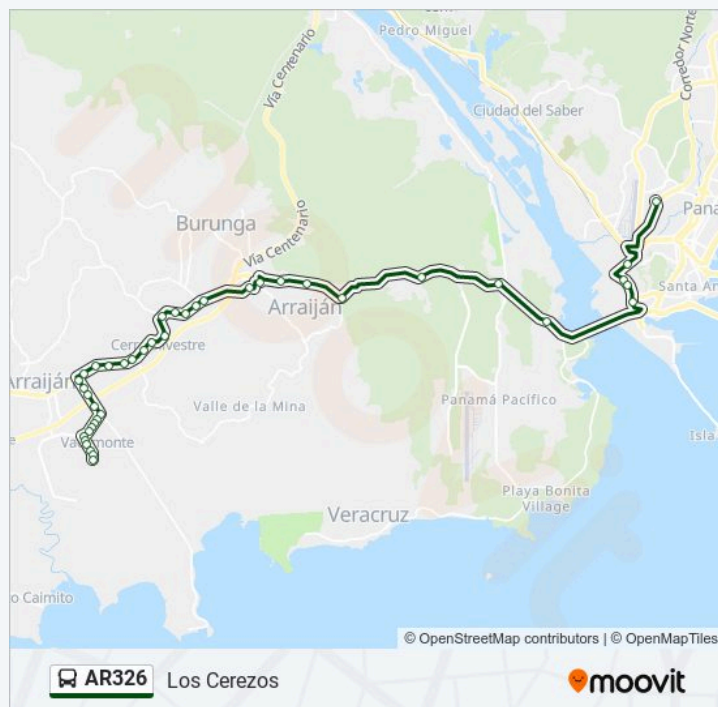 Pedro Miguel
Vía Centenario
Corredor Norte
Ciudad del Saber
Burunga
Pana
Vía Centenario
Santa An
Arraiján
Cerro Silvestre
Arraiján
Valle de la Mina
Panamá Pacífico
Isla
Vacamonte
Playa Bonita
Village
Veracruz
o Caimito
© OpenStreetMap contributors | © OpenMapTiles
AR326 Los Cerezos
moovit